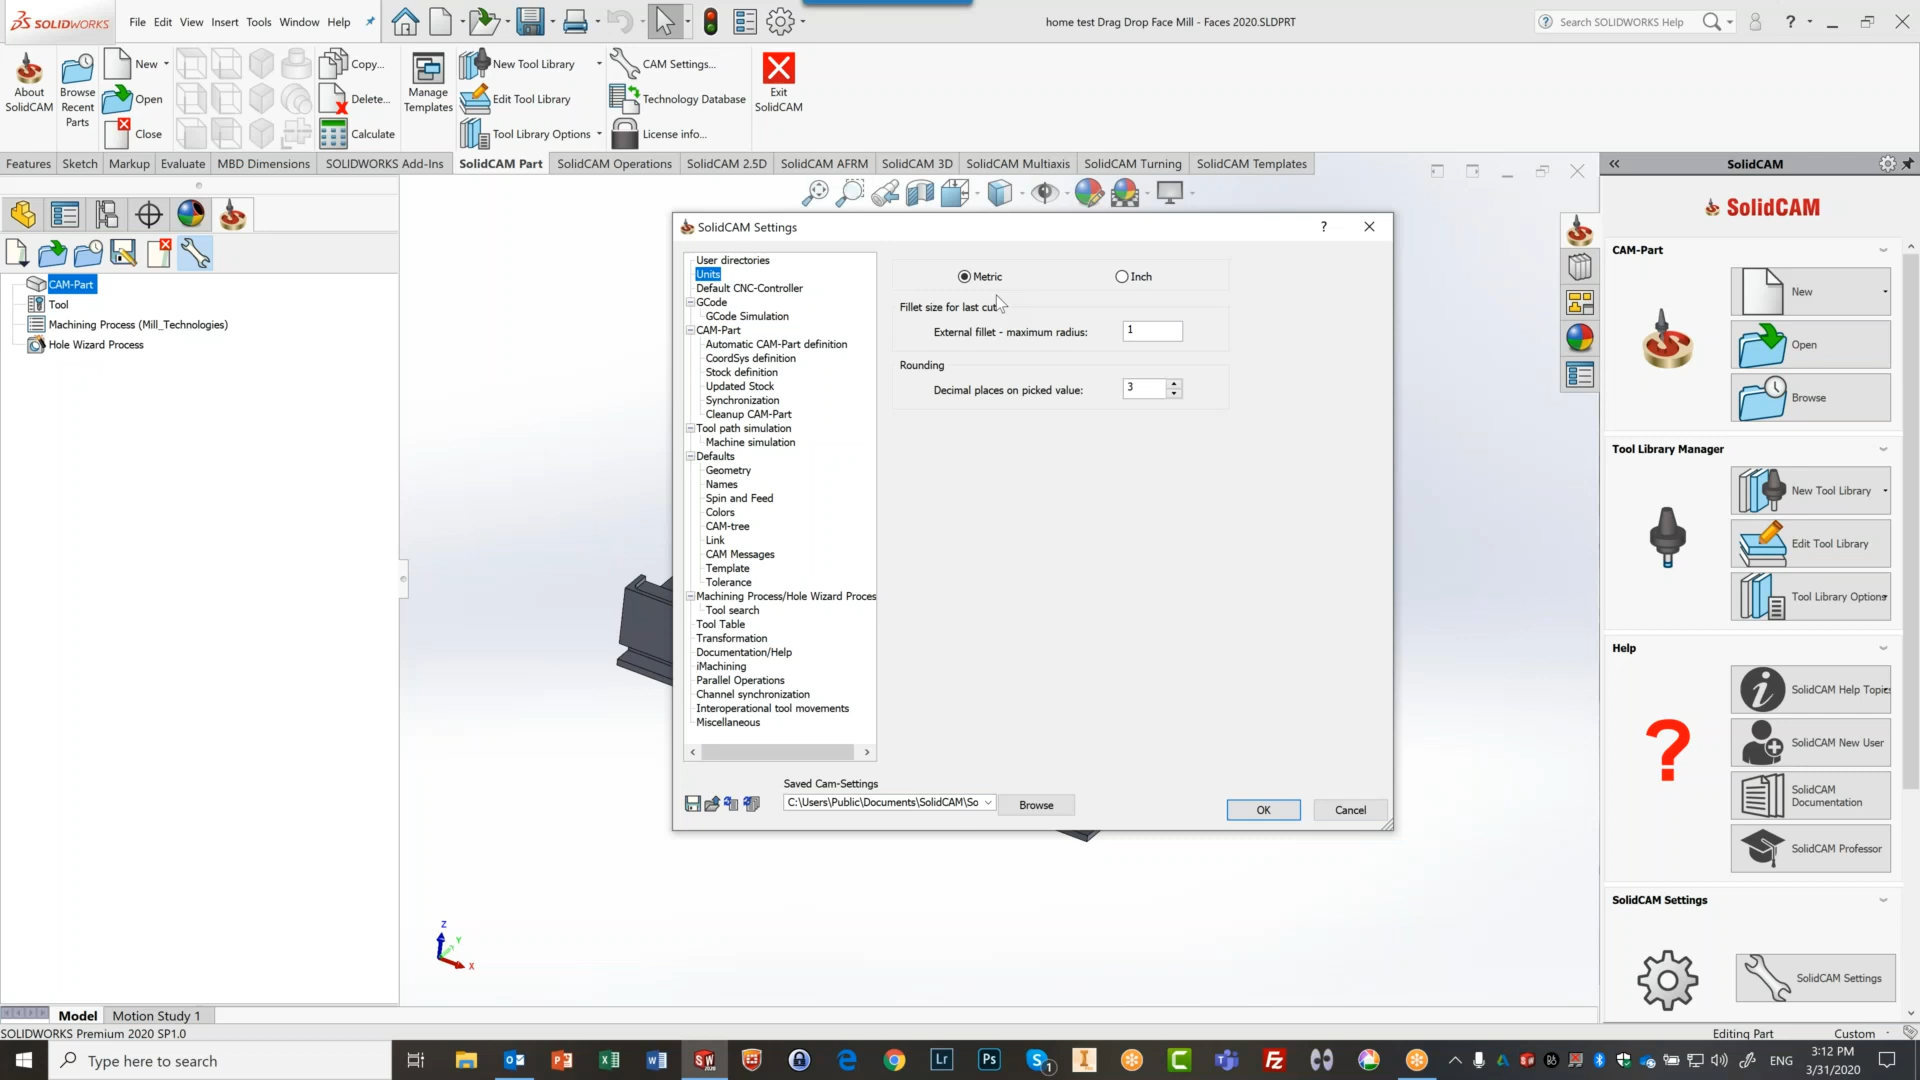 SOLIDWORKS
File Edit View Insert Tools Window Help
home test Drag Drop Face Mill - Faces 2020.SLDPRT
Search SOLIDWORKS Help
About SolidCAM
Browse Recent Parts
New
Open
Close
Copy...
Delete...
Calculate
Manage Templates
New Tool Library
Edit Tool Library
Tool Library Options
CAM Settings...
Technology Database
License info...
Exit SolidCAM
Features Sketch Markup Evaluate MBD Dimensions SOLIDWORKS Add-Ins SolidCAM Part SolidCAM Operations SolidCAM 2.5D SolidCAM AFRM SolidCAM 3D SolidCAM Multiaxis SolidCAM Turning SolidCAM Templates
CAM-Part
Tool
Machining Process (Mill_Technologies)
Hole Wizard Process
SolidCAM Settings
?
User directories
Units
Default CNC-Controller
GCode
GCode Simulation
CAM-Part
Automatic CAM-Part definition
CoordSys definition
Stock definition
Updated Stock
Synchronization
Cleanup CAM-Part
Tool path simulation
Machine simulation
Defaults
Geometry
Names
Spin and Feed
Colors
CAM-tree
Link
CAM Messages
Template
Tolerance
Machining Process/Hole Wizard Proces
Tool search
Tool Table
Transformation
Documentation/Help
iMachining
Parallel Operations
Channel synchronization
Interoperational tool movements
Miscellaneous
Metric Inch
Fillet size for last cut
External fillet - maximum radius: 1
Rounding
Decimal places on picked value: 3
Saved Cam-Settings
C:\Users\Public\Documents\SolidCAM\So
Browse
OK
Cancel
SolidCAM
SolidCAM
CAM-Part
New
Open
Browse
Tool Library Manager
New Tool Library
Edit Tool Library
Tool Library Options
Help
SolidCAM Help Topic
SolidCAM New User
SolidCAM Documentation
SolidCAM Professor
SolidCAM Settings
SolidCAM Settings
Z
Y
X
Model Motion Study 1
SOLIDWORKS Premium 2020 SP1.0
Editing Part Custom
Type here to search
ENG
3:12 PM
3/31/2020